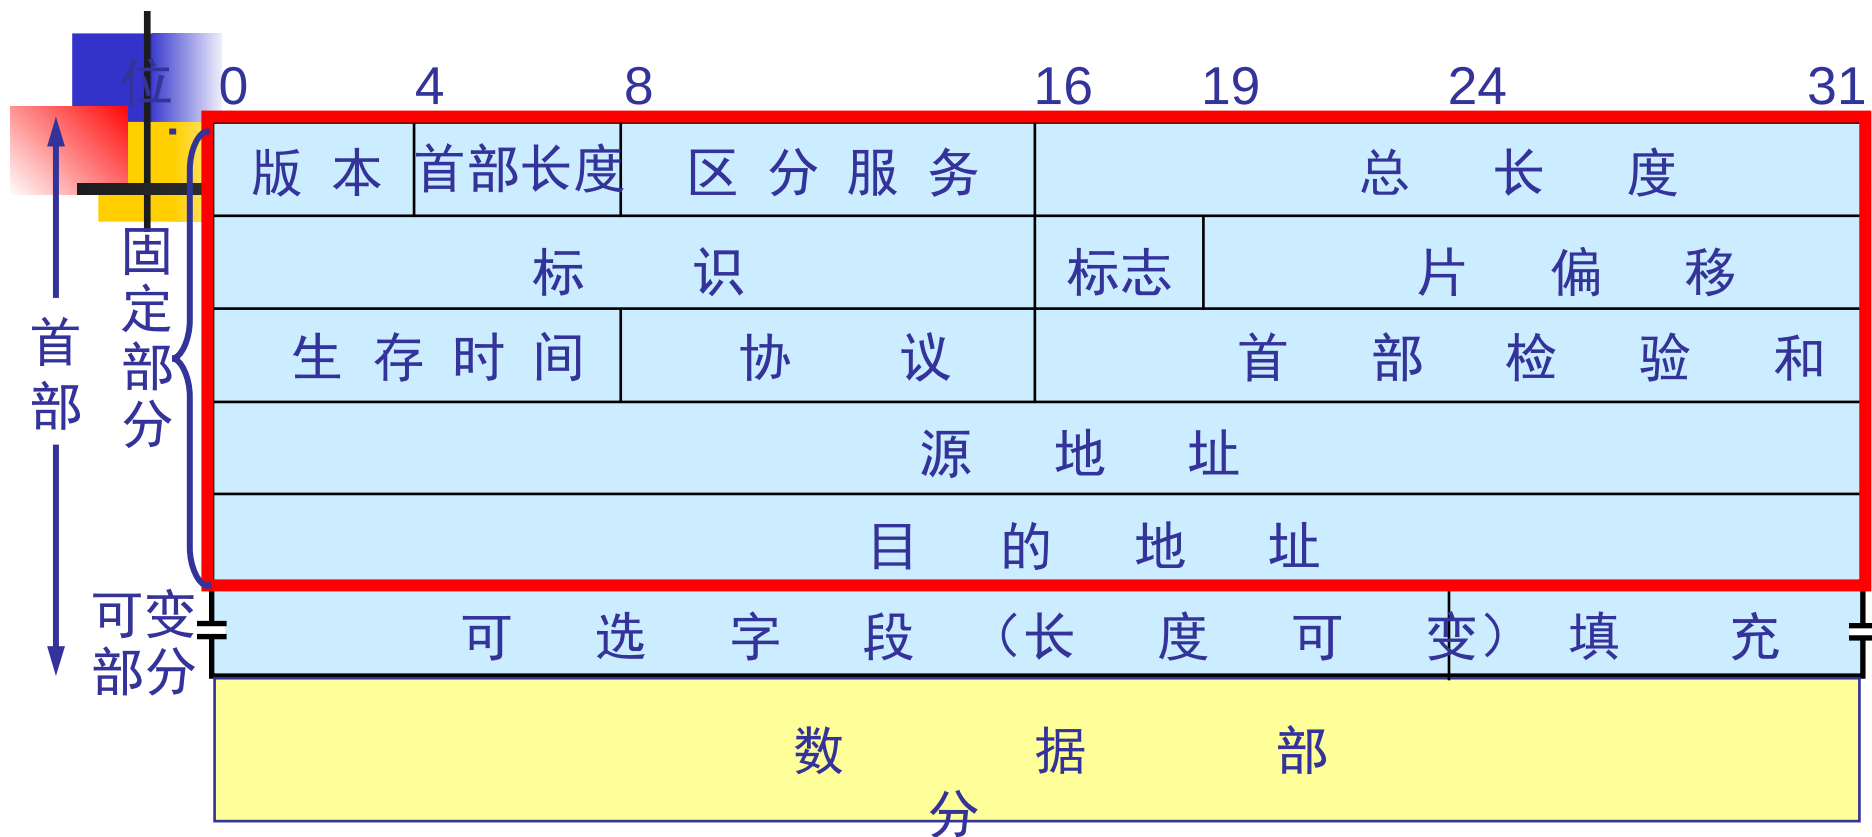 位 0 4 8 16 19 24 31
版本 首部长度 区分服务 总长度
标识 标志 片偏移
生存时间 协议 首部检验和
源地址
目的地址
可选字段（长度可变） 填充
数据部
分
首部
固定部分
可变
部分